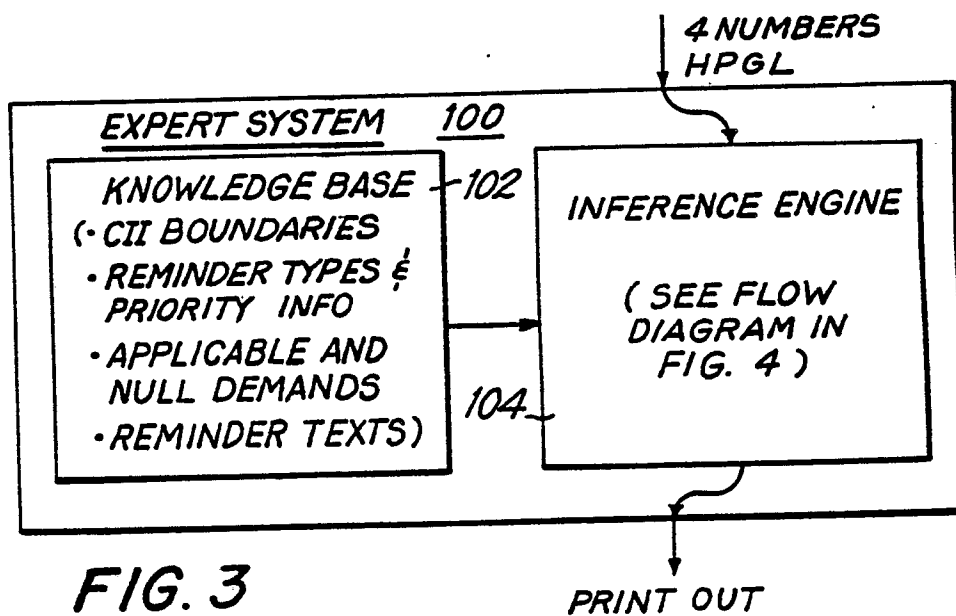 4 NUMBERS
HPGL
EXPERT SYSTEM 100
KNOWLEDGE BASE 102
(• CII BOUNDARIES
• REMINDER TYPES &
PRIORITY INFO
• APPLICABLE AND
NULL DEMANDS
• REMINDER TEXTS)
INFERENCE ENGINE
(SEE FLOW
DIAGRAM IN
FIG. 4)
104
FIG. 3
PRINT OUT